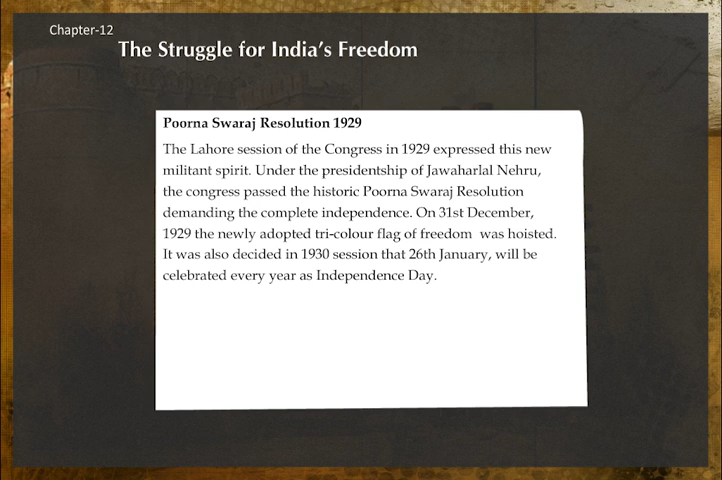 Chapter-12
The Struggle for India's Freedom
Poorna Swaraj Resolution 1929
The Lahore session of the Congress in 1929 expressed this new
militant spirit. Under the presidentship of Jawaharlal Nehru,
the congress passed the historic Poorna Swaraj Resolution
demanding the complete independence. On 31st December,
1929 the newly adopted tri-colour flag of freedom was hoisted.
It was also decided in 1930 session that 26th January, will be
celebrated every year as Independence Day.